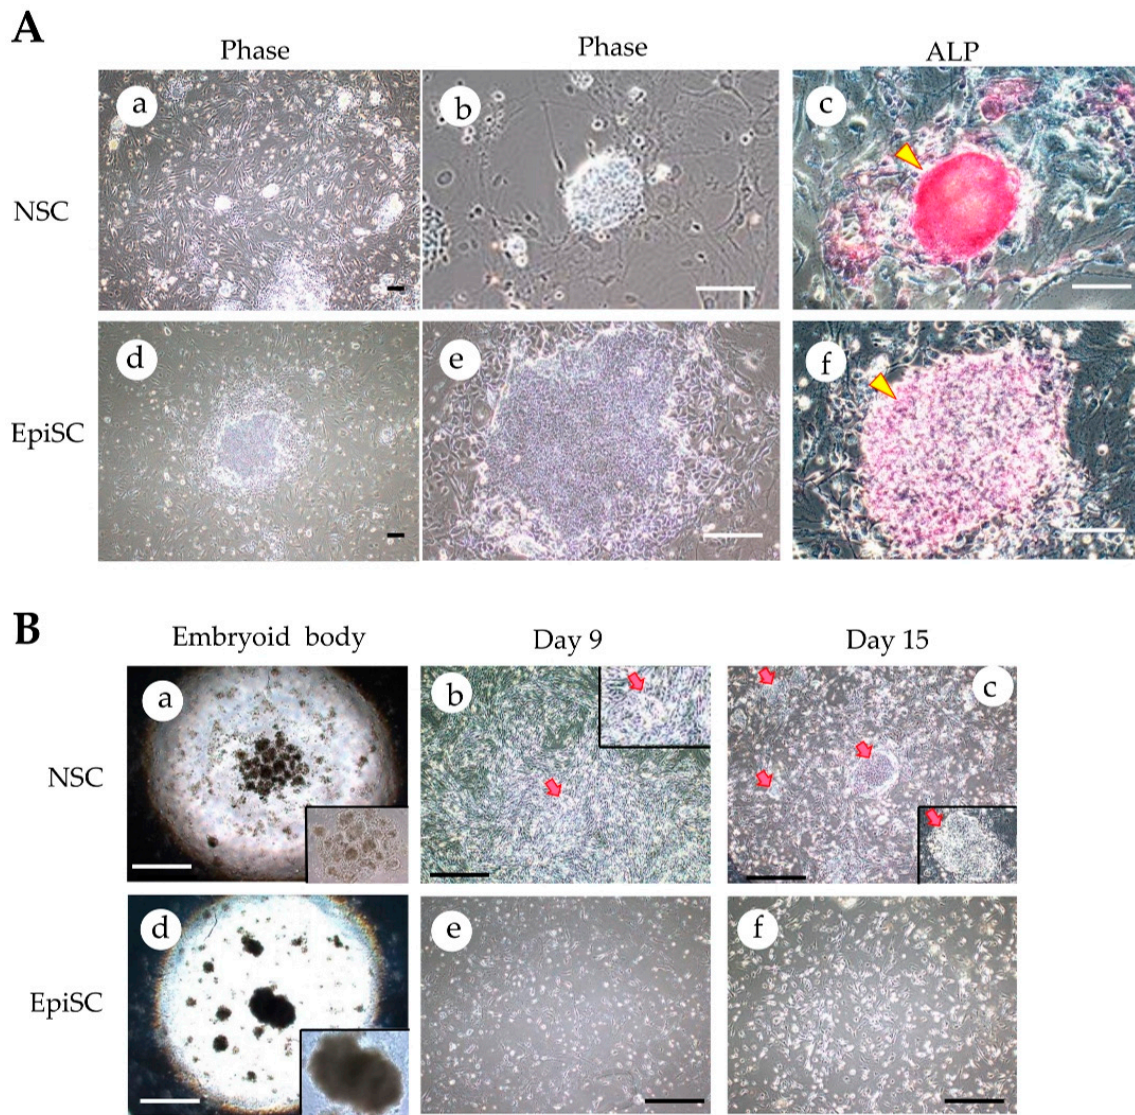 A
Phase Phase ALP
NSC
a b c
EpiSC
d e f
B
Embryoid body Day 9 Day 15
NSC
a b c
EpiSC
d e f